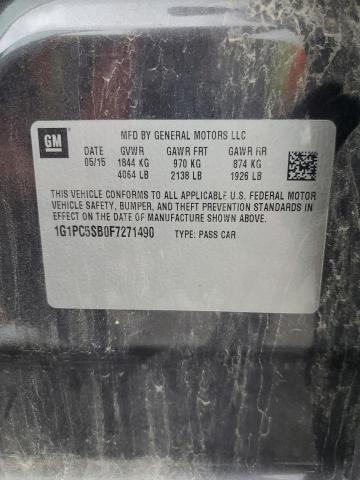 GM
MFD BY GENERAL MOTORS LLC
DATE GVWR GAWR FRT GAWR RR
05/15 1844 KG 970 KG 874 KG
4064 LB 2138 LB 1926 LB
THIS VEHICLE CONFORMS TO ALL APPLICABLE U.S. FEDERAL MOTOR
VEHICLE SAFETY, BUMPER, AND THEFT PREVENTION STANDARDS
IN EFFECT ON THE DATE OF MANUFACTURE SHOWN ABOVE.
1G1PC5SB0F7271490 TYPE: PASS CAR